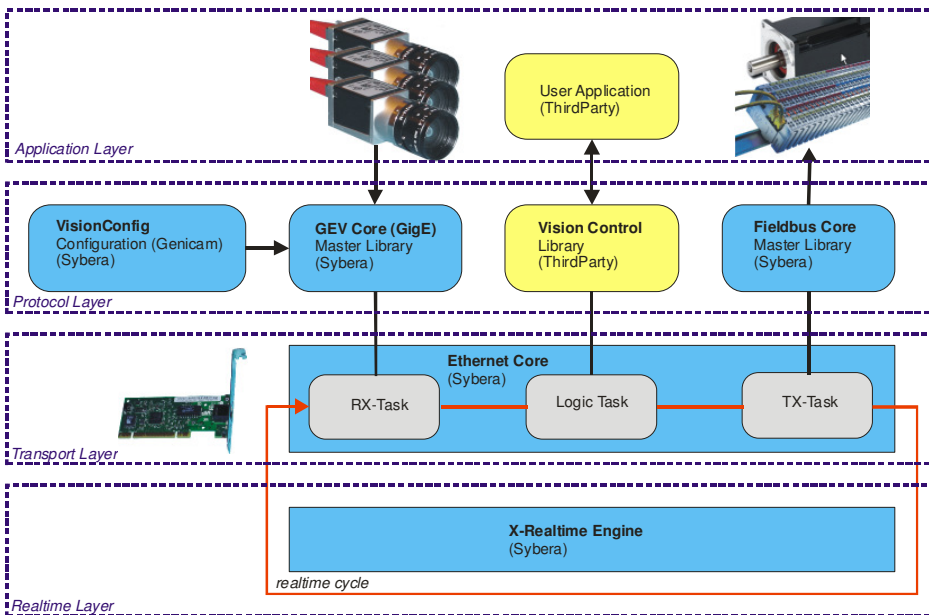 User Application
(ThirdParty)
Application Layer
VisionConfig
Configuration (Genicam)
(Sybera)
GEV Core (GigE)
Master Library
(Sybera)
Vision Control
Library
(ThirdParty)
Fieldbus Core
Master Library
(Sybera)
Protocol Layer
Ethernet Core
(Sybera)
RX-Task
Logic Task
TX-Task
Transport Layer
X-Realtime Engine
(Sybera)
realtime cycle
Realtime Layer